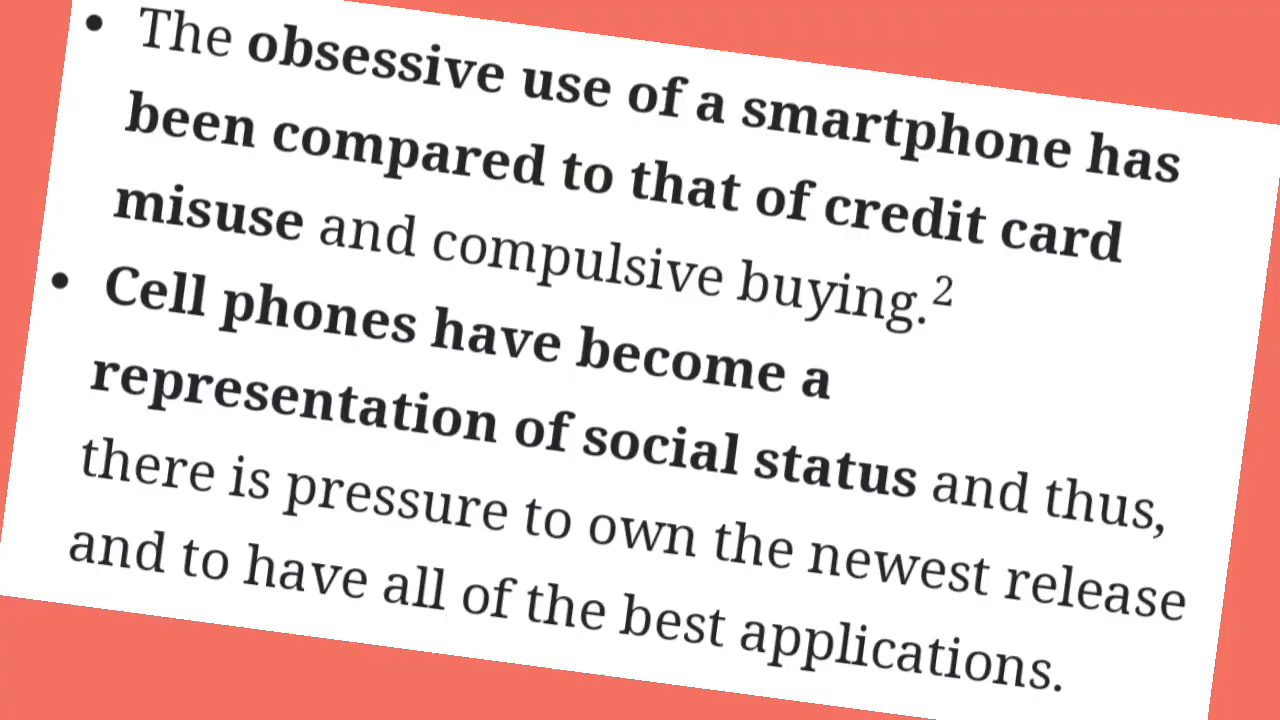 • The obsessive use of a smartphone has
been compared to that of credit card
misuse and compulsive buying.²
• Cell phones have become a
representation of social status and thus,
there is pressure to own the newest release
and to have all of the best applications.